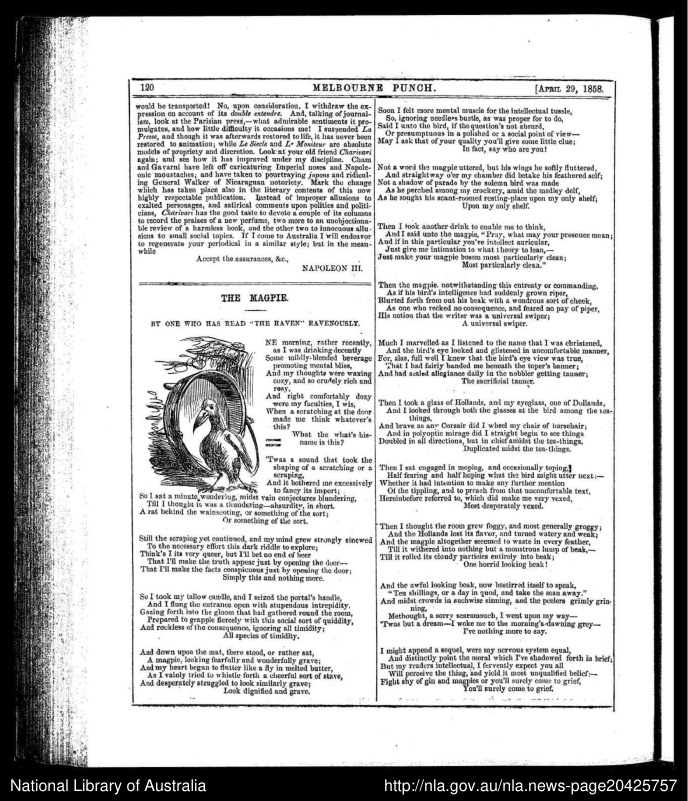 120
MELBOURNE PUNCH.
[APRIL 29, 1858.
would be transported! No, upon consideration, I withdraw the ex-
pression on account of its double entendre. And, talking of journal-
ism, look at the Parisian press,—what admirable sentiments it pro-
mulgates, and how little difficulty it occasions me! I suspended La
Presse, and though it was afterwards restored to life, it has never been
restored to animation; while Le Siecle and Le Moniteur are absolute
models of propriety and discretion. Look at your old friend Charivari
again; and see how it has improved under my discipline. Cham
and Gavarni have left off caricaturing Imperial noses and Napoleo-
onic moustaches; and have taken to pourtraying jupons and ridicul-
ing General Walker of Nicaraguan notoriety. Mark the change
which has taken place also in the literary contents of this now
highly respectable publication. Instead of improper allusions to
exalted personages, and satirical comments upon politics and politi-
cians, Charivari has the good taste to devote a couple of its columns
to record the praises of a new perfume, two more to an unobjectiona-
ble review of a harmless book, and the other two to innocuous allu-
sions to small social topics. If I come to Australia I will endeavor
to regenerate your periodical in a similar style; but in the mean-
while
Accept the assurances, &c.,
NAPOLEON III.
THE MAGPIE.
BY ONE WHO HAS READ "THE RAVEN" RAVENOUSLY.
NE morning, rather recently,
as I was drinking decently
Some mildly-blended beverage
promoting mental bliss,
And my thoughts were waxing
cozy, and so crudely rich and
rosy,
And right comfortably dozy
were my faculties, I wis,
When a scratching at the door
made me think whatever's
this?
What the what's-his-
name is this?
'Twas a sound that took the
shaping of a scratching or a
scraping,
And it bothered me excessively
to fancy its import;
So I sat a minute wondering, midst vain conjectures blundering,
Till I thought it was a thundering—absurdity, in short.
A rat behind the wainscoting, or something of the sort;
Or something of the sort.
Still the scraping yet continued, and my mind grew strongly sinewed
To the necessary effort this dark riddle to explore;
Think's I its very queer, but I'll bet no end of beer
That I'll make the truth appear just by opening the door—
That I'll make the facts conspicuous just by opening the door;
Simply this and nothing more.
So I took my tallow candle, and I seized the portal's handle,
And I flung the entrance open with stupendous intrepidity.
Gazing forth into the gloom that had gathered round the room,
Prepared to grapple fiercely with this social sort of quiddity,
And reckless of the consequence, ignoring all timidity;
All species of timidity.
And down upon the mat, there stood, or rather sat,
A magpie, looking fearfully and wonderfully grave;
And my heart began to flutter like a fly in melted butter,
As I vainly tried to whistle forth a cheerful sort of stave,
And desperately struggled to look similarly grave;
Look dignified and grave.
Soon I felt more mental muscle for the intellectual tussle,
So, ignoring needless bustle, as was proper for to do,
Said I unto the bird, if the question's not absurd,
Or presumptuous in a polished or a social point of view—
May I ask that of your quality you'll give some little clue;
In fact, say who are you!
Not a word the magpie uttered, but his wings he softly fluttered,
And straightway o'er my chamber did betake his feathered self;
Not a shadow of parade by the solemn bird was made
As he perched among my crockery, amid the medley delf,
As he sought his scant-roomed resting-place upon my only shelf;
Upon my only shelf.
Then I took another drink to enable me to think,
And I said unto the magpie, "Pray, what may your presence mean;
And if in this particular you've intellect auricular,
Just give me intimation to what theory to lean,—
Just make your magpie bosom most particularly clean;
Most particularly clean."
Then the magpie, notwithstanding this entreaty or commanding,
As if his bird's intelligence had suddenly grown riper,
Blurted forth from out his beak with a wondrous sort of cheek,
As one who recked no consequence, and feared no pay of piper,
His notion that the writer was a universal swiper;
A universal swiper.
Much I marvelled as I listened to the name that I was christened,
And the bird's eye looked and glistened in uncomfortable manner,
For, alas, full well I knew that the bird's eye view was true,
That I had fairly banded me beneath the toper's banner;
And had sealed allegiance daily in the nobbler getting tanner;
The sacrificial tanner.
Then I took a glass of Hollands, and my eyeglass, one of Dollands,
And I looked through both the glasses at the bird among the tea-
things,
And brave as any Corsair did I wheel my chair of horsehair;
And in polyoptic mirage did I straight begin to see things
Doubled in all directions, but in chief amidst the tea-things,
Duplicated midst the tea-things.
Then I sat engaged in moping, and occasionally toping,
Half fearing and half hoping what the bird might utter next:—
Whether it had intention to make any further mention
Of the tippling, and to preach from that uncomfortable text,
Hereinbefore referred to, which did make me very vexed,
Most desperately vexed.
Then I thought the room grew foggy, and most generally groggy;
And the Hollands lost its flavor, and turned watery and weak;
And the magpie altogether seemed to waste in every feather,
Till it withered into nothing but a monstrous lump of beak,—
Till it rolled its cloudy particles entirely into beak;
One horrid looking beak!
And the awful looking beak, now bestirred itself to speak,
"Ten shillings, or a day in quod, and take the man away."
And midst crowds in suchwise sinning, and the peelers grimly grin-
ning,
Methought, a sorry scaramouch, I went upon my way—
'Twas but a dream—I woke me to the morning's-dawning grey—
I've nothing more to say.
I might append a sequel, were my nervous system equal,
And distinctly point the moral which I've shadowed forth in brief;
But my readers intellectual, I fervently expect you all
Will perceive the thing, and yield it most unqualified belief:—
Fight shy of gin and magpies or you'll surely come to grief,
You'll surely come to grief.
National Library of Australia
http://nla.gov.au/nla.news-page20425757